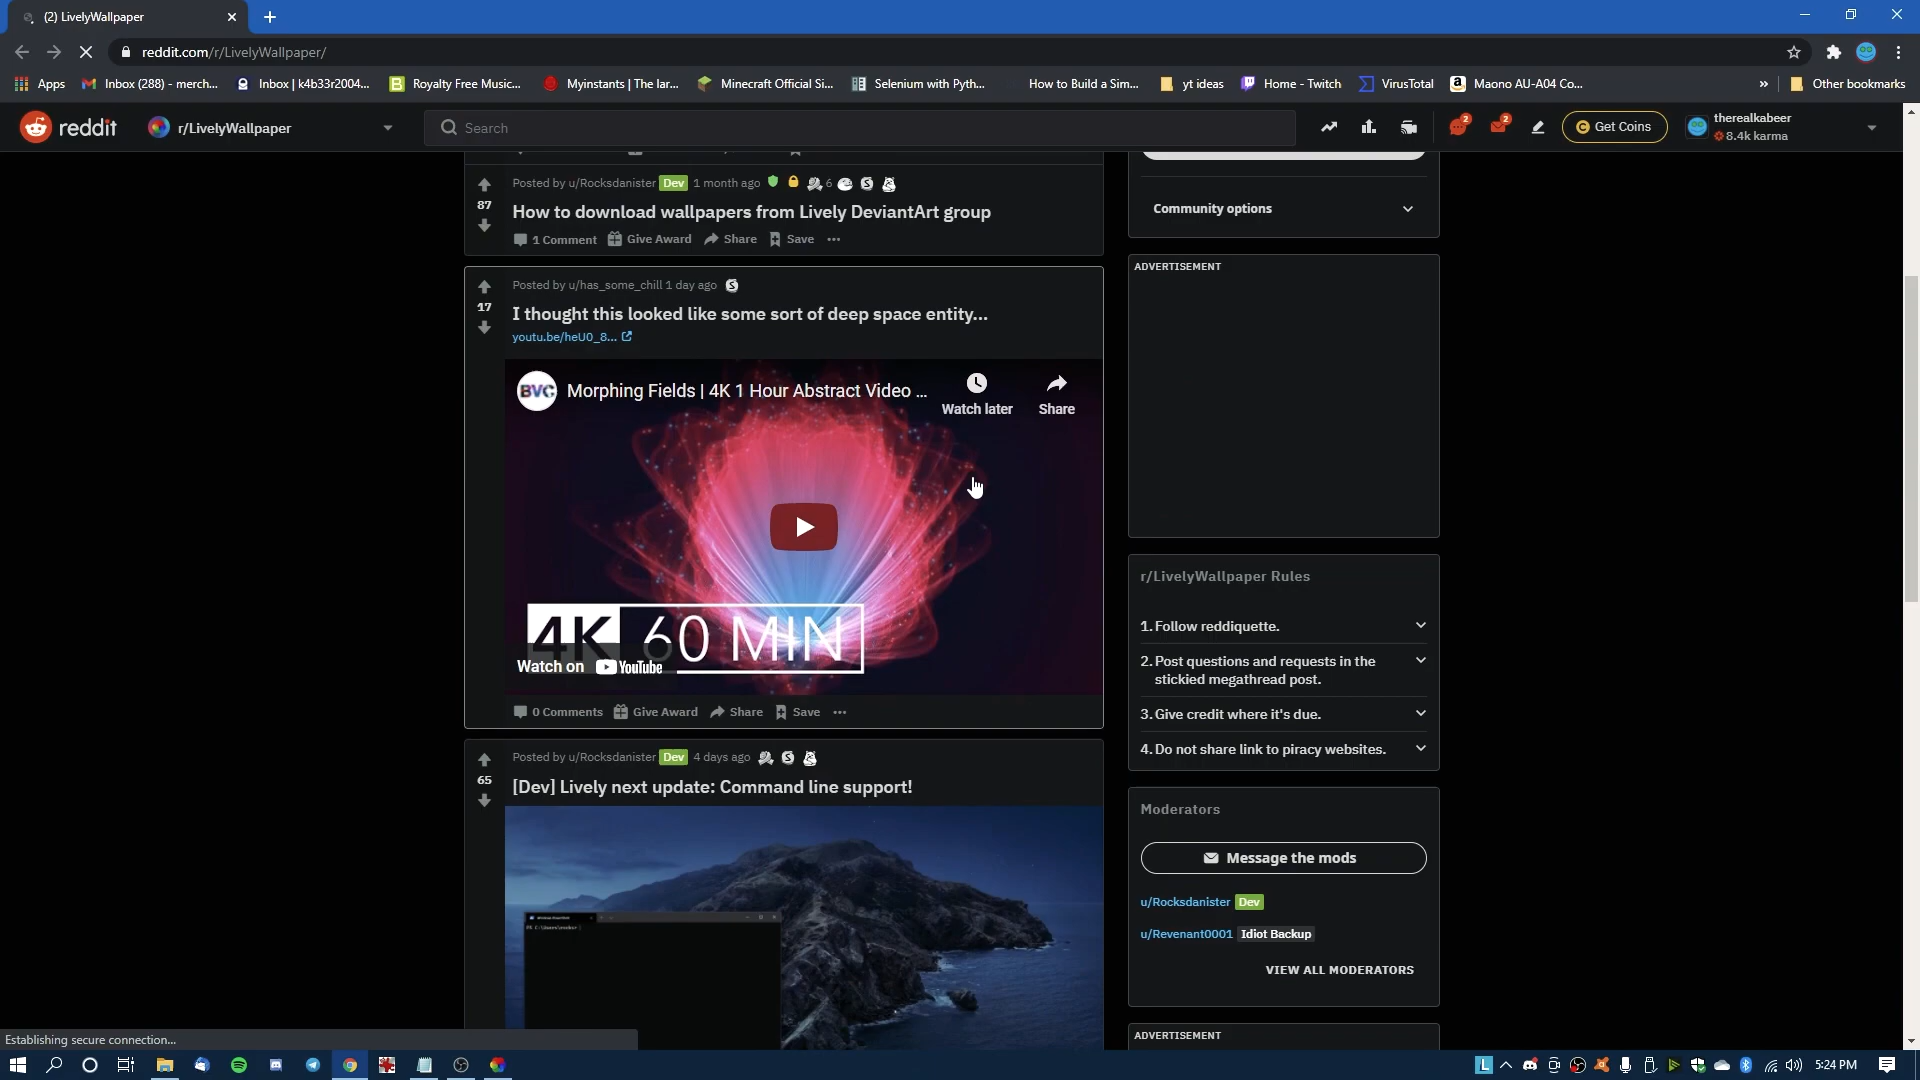 (2) LivelyWallpaper
reddit.com/r/LivelyWallpaper/
Apps
Inbox (288) - merch...
Inbox | k4b33r2004...
Royalty Free Music...
Myinstants | The lar...
Minecraft Official Si...
Selenium with Pyth...
How to Build a Sim...
yt ideas
Home - Twitch
VirusTotal
Maono AU-A04 Co...
»
Other bookmarks
reddit
r/LivelyWallpaper
Search
2
2
Get Coins
therealkabeer
8.4k karma
Posted by u/Rocksdanister Dev 1 month ago 6
87
How to download wallpapers from Lively DeviantArt group
1 Comment Give Award Share Save ...
Posted by u/has_some_chill 1 day ago
17
I thought this looked like some sort of deep space entity...
youtu.be/heU0_8...
BVC
Morphing Fields | 4K 1 Hour Abstract Video ...
Watch later
Share
4K 60 MIN
Watch on YouTube
0 Comments Give Award Share Save ...
Posted by u/Rocksdanister Dev 4 days ago
65
[Dev] Lively next update: Command line support!
Community options
ADVERTISEMENT
r/LivelyWallpaper Rules
1. Follow reddiquette.
2. Post questions and requests in the
stickied megathread post.
3. Give credit where it's due.
4. Do not share link to piracy websites.
Moderators
Message the mods
u/Rocksdanister Dev
u/Revenant0001 Idiot Backup
VIEW ALL MODERATORS
ADVERTISEMENT
Establishing secure connection...
L
5:24 PM